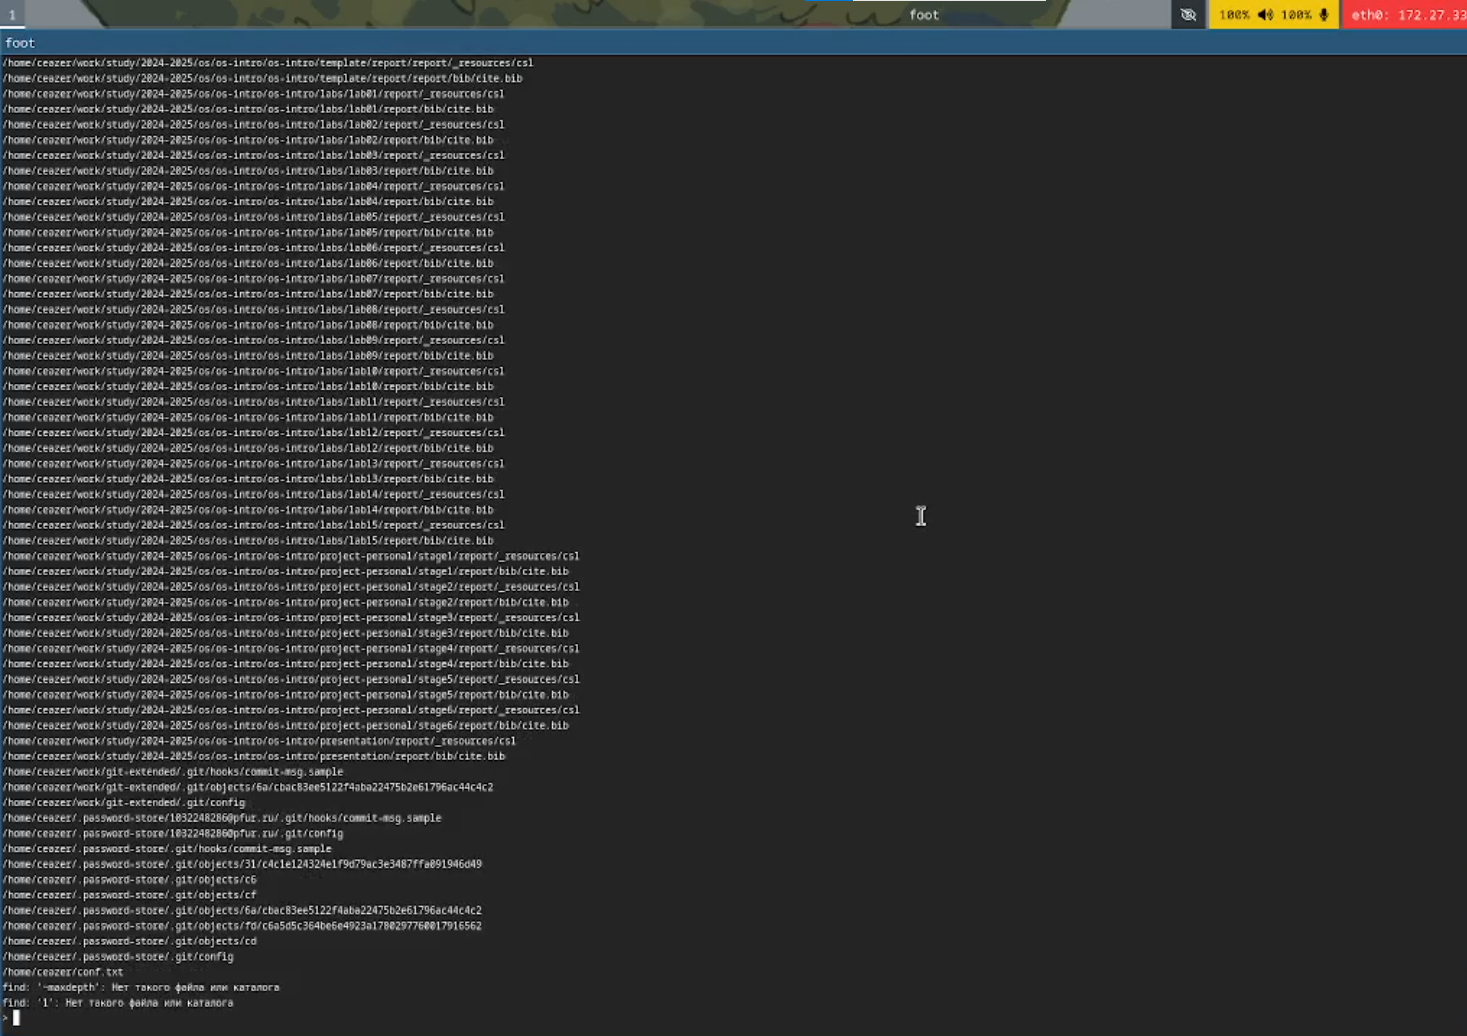 1
foot
100% 100%
eth0: 172.27.33
foot
/home/ceazer/work/study/2024-2025/os/os-intro/os-intro/template/report/report/_resources/csl
/home/ceazer/work/study/2024-2025/os/os-intro/os-intro/template/report/report/bib/cite.bib
/home/ceazer/work/study/2024-2025/os/os-intro/os-intro/labs/lab01/report/_resources/csl
/home/ceazer/work/study/2024-2025/os/os-intro/os-intro/labs/lab01/report/bib/cite.bib
/home/ceazer/work/study/2024-2025/os/os-intro/os-intro/labs/lab02/report/_resources/csl
/home/ceazer/work/study/2024-2025/os/os-intro/os-intro/labs/lab02/report/bib/cite.bib
/home/ceazer/work/study/2024-2025/os/os-intro/os-intro/labs/lab03/report/_resources/csl
/home/ceazer/work/study/2024-2025/os/os-intro/os-intro/labs/lab03/report/bib/cite.bib
/home/ceazer/work/study/2024-2025/os/os-intro/os-intro/labs/lab04/report/_resources/csl
/home/ceazer/work/study/2024-2025/os/os-intro/os-intro/labs/lab04/report/bib/cite.bib
/home/ceazer/work/study/2024-2025/os/os-intro/os-intro/labs/lab05/report/_resources/csl
/home/ceazer/work/study/2024-2025/os/os-intro/os-intro/labs/lab05/report/bib/cite.bib
/home/ceazer/work/study/2024-2025/os/os-intro/os-intro/labs/lab06/report/_resources/csl
/home/ceazer/work/study/2024-2025/os/os-intro/os-intro/labs/lab06/report/bib/cite.bib
/home/ceazer/work/study/2024-2025/os/os-intro/os-intro/labs/lab07/report/_resources/csl
/home/ceazer/work/study/2024-2025/os/os-intro/os-intro/labs/lab07/report/bib/cite.bib
/home/ceazer/work/study/2024-2025/os/os-intro/os-intro/labs/lab08/report/_resources/csl
/home/ceazer/work/study/2024-2025/os/os-intro/os-intro/labs/lab08/report/bib/cite.bib
/home/ceazer/work/study/2024-2025/os/os-intro/os-intro/labs/lab09/report/_resources/csl
/home/ceazer/work/study/2024-2025/os/os-intro/os-intro/labs/lab09/report/bib/cite.bib
/home/ceazer/work/study/2024-2025/os/os-intro/os-intro/labs/lab10/report/_resources/csl
/home/ceazer/work/study/2024-2025/os/os-intro/os-intro/labs/lab10/report/bib/cite.bib
/home/ceazer/work/study/2024-2025/os/os-intro/os-intro/labs/lab11/report/_resources/csl
/home/ceazer/work/study/2024-2025/os/os-intro/os-intro/labs/lab11/report/bib/cite.bib
/home/ceazer/work/study/2024-2025/os/os-intro/os-intro/labs/lab12/report/_resources/csl
/home/ceazer/work/study/2024-2025/os/os-intro/os-intro/labs/lab12/report/bib/cite.bib
/home/ceazer/work/study/2024-2025/os/os-intro/os-intro/labs/lab13/report/_resources/csl
/home/ceazer/work/study/2024-2025/os/os-intro/os-intro/labs/lab13/report/bib/cite.bib
/home/ceazer/work/study/2024-2025/os/os-intro/os-intro/labs/lab14/report/_resources/csl
/home/ceazer/work/study/2024-2025/os/os-intro/os-intro/labs/lab14/report/bib/cite.bib
/home/ceazer/work/study/2024-2025/os/os-intro/os-intro/labs/lab15/report/_resources/csl
/home/ceazer/work/study/2024-2025/os/os-intro/os-intro/labs/lab15/report/bib/cite.bib
/home/ceazer/work/study/2024-2025/os/os-intro/os-intro/project-personal/stage1/report/_resources/csl
/home/ceazer/work/study/2024-2025/os/os-intro/os-intro/project-personal/stage1/report/bib/cite.bib
/home/ceazer/work/study/2024-2025/os/os-intro/os-intro/project-personal/stage2/report/_resources/csl
/home/ceazer/work/study/2024-2025/os/os-intro/os-intro/project-personal/stage2/report/bib/cite.bib
/home/ceazer/work/study/2024-2025/os/os-intro/os-intro/project-personal/stage3/report/_resources/csl
/home/ceazer/work/study/2024-2025/os/os-intro/os-intro/project-personal/stage3/report/bib/cite.bib
/home/ceazer/work/study/2024-2025/os/os-intro/os-intro/project-personal/stage4/report/_resources/csl
/home/ceazer/work/study/2024-2025/os/os-intro/os-intro/project-personal/stage4/report/bib/cite.bib
/home/ceazer/work/study/2024-2025/os/os-intro/os-intro/project-personal/stage5/report/_resources/csl
/home/ceazer/work/study/2024-2025/os/os-intro/os-intro/project-personal/stage5/report/bib/cite.bib
/home/ceazer/work/study/2024-2025/os/os-intro/os-intro/project-personal/stage6/report/_resources/csl
/home/ceazer/work/study/2024-2025/os/os-intro/os-intro/project-personal/stage6/report/bib/cite.bib
/home/ceazer/work/study/2024-2025/os/os-intro/os-intro/presentation/report/_resources/csl
/home/ceazer/work/study/2024-2025/os/os-intro/os-intro/presentation/report/bib/cite.bib
/home/ceazer/work/git-extended/.git/hooks/commit-msg.sample
/home/ceazer/work/git-extended/.git/objects/6a/cbac83ee5122f4aba22475b2e61796ac44c4c2
/home/ceazer/work/git-extended/.git/config
/home/ceazer/.password-store/1032248286@pfur.ru/.git/hooks/commit-msg.sample
/home/ceazer/.password-store/1032248286@pfur.ru/.git/config
/home/ceazer/.password-store/.git/hooks/commit-msg.sample
/home/ceazer/.password-store/.git/objects/31/c4c1e124324e1f9d79ac3e3487ffa091946d49
/home/ceazer/.password-store/.git/objects/c6
/home/ceazer/.password-store/.git/objects/cf
/home/ceazer/.password-store/.git/objects/6a/cbac83ee5122f4aba22475b2e61796ac44c4c2
/home/ceazer/.password-store/.git/objects/fd/c6a5d5c364be6e4923a1780297760017916562
/home/ceazer/.password-store/.git/objects/cd
/home/ceazer/.password-store/.git/config
/home/ceazer/conf.txt
find: '~maxdepth': Нет такого файла или каталога
find: '1': Нет такого файла или каталога
>